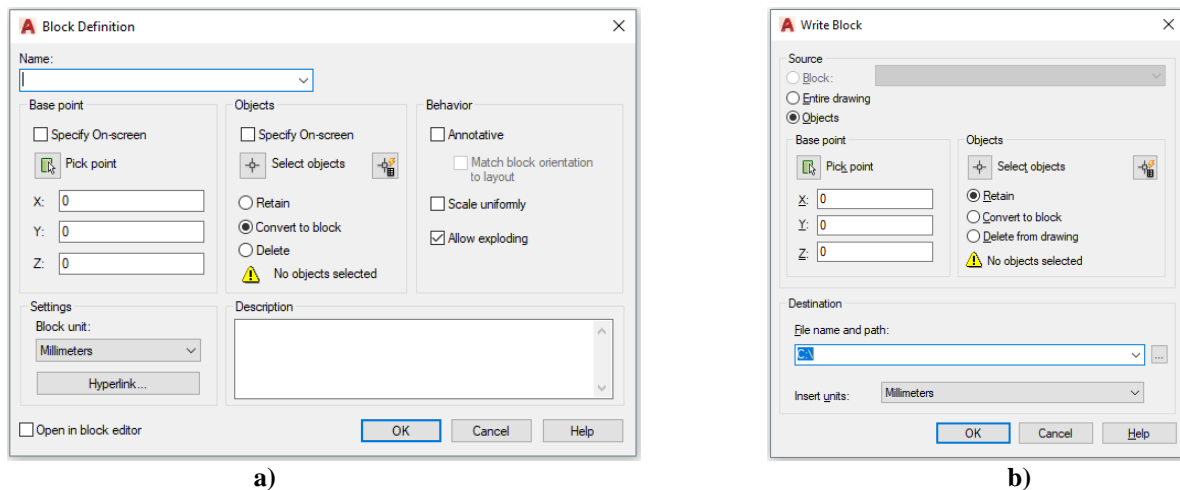 Block Definition
Name:
Base point
Specify On-screen
Pick point
X: 0
Y: 0
Z: 0
Objects
Specify On-screen
Select objects
Retain
Convert to block
Delete
No objects selected
Behavior
Annotative
Match block orientation
to layout
Scale uniformly
Allow exploding
Settings
Block unit:
Millimeters
Hyperlink...
Description
Open in block editor
OK Cancel Help
a)
Write Block
Source
Block:
Entire drawing
Objects
Base point
Pick point
X: 0
Y: 0
Z: 0
Objects
Select objects
Retain
Convert to block
Delete from drawing
No objects selected
Destination
File name and path:
C:\
...
Insert units: Millimeters
OK Cancel Help
b)